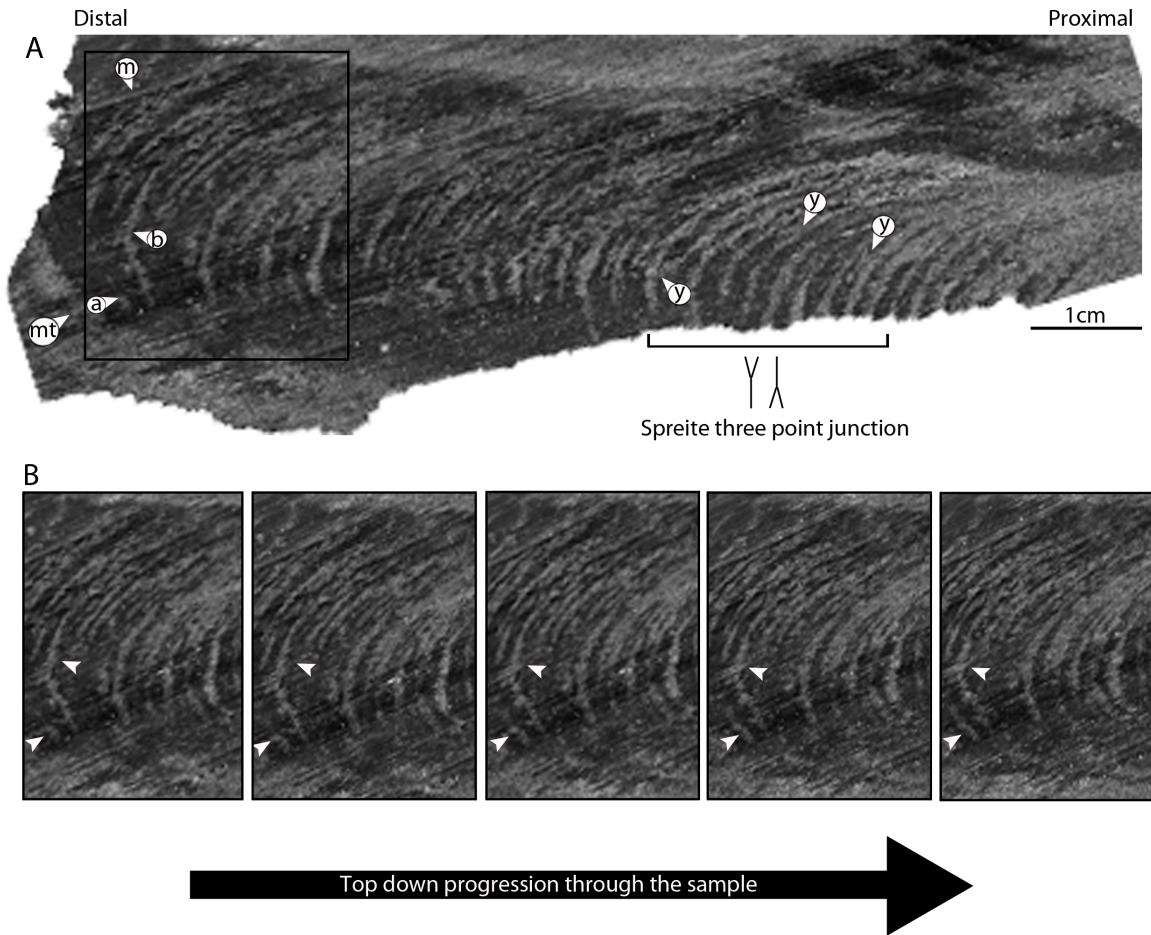 Distal
Proximal
A
m
y
y
b
y
a
mt
1cm
Spreite three point junction
B
Top down progression through the sample